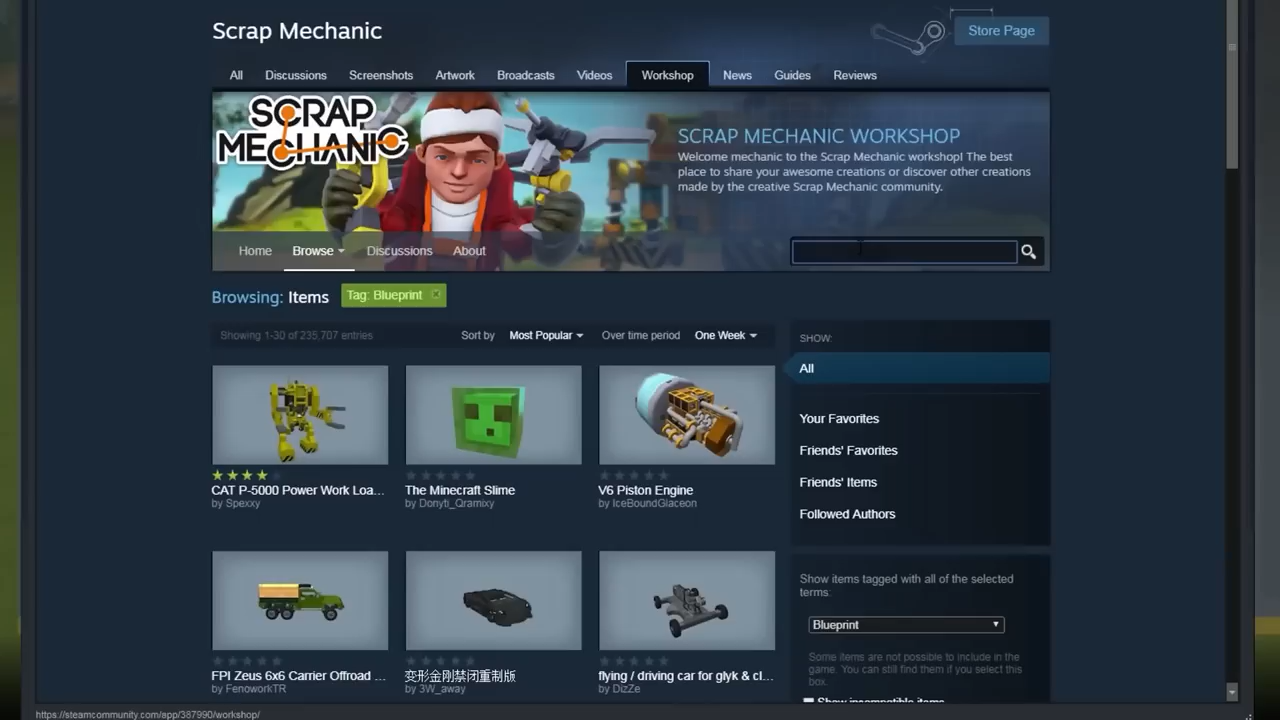 Scrap Mechanic
Store Page
All
Discussions
Screenshots
Artwork
Broadcasts
Videos
Workshop
News
Guides
Reviews
SCRAP
MECHANIC
SCRAP MECHANIC WORKSHOP
Welcome mechanic to the Scrap Mechanic workshop! The best
place to share your awesome creations or discover other creations
made by the creative Scrap Mechanic community.
Home
Browse
Discussions
About
Browsing: Items
Tag: Blueprint
Showing 1-30 of 235,707 entries
Sort by
Most Popular
Over time period
One Week
SHOW:
All
Your Favorites
Friends' Favorites
Friends' Items
Followed Authors
CAT P-5000 Power Work Loa...
by Spexxy
The Minecraft Slime
by Donyti_Qramixy
V6 Piston Engine
by IceBoundGlaceon
Show items tagged with all of the selected
terms:
Blueprint
Some items are not possible to include in the
game. You can still find them if you select this
box.
Show incompatible items
FPI Zeus 6x6 Carrier Offroad ...
by FenoworkTR
变形金刚禁闭重制版
by 3W_away
flying / driving car for glyk & cl...
by DizZe
https://steamcommunity.com/app/387990/workshop/